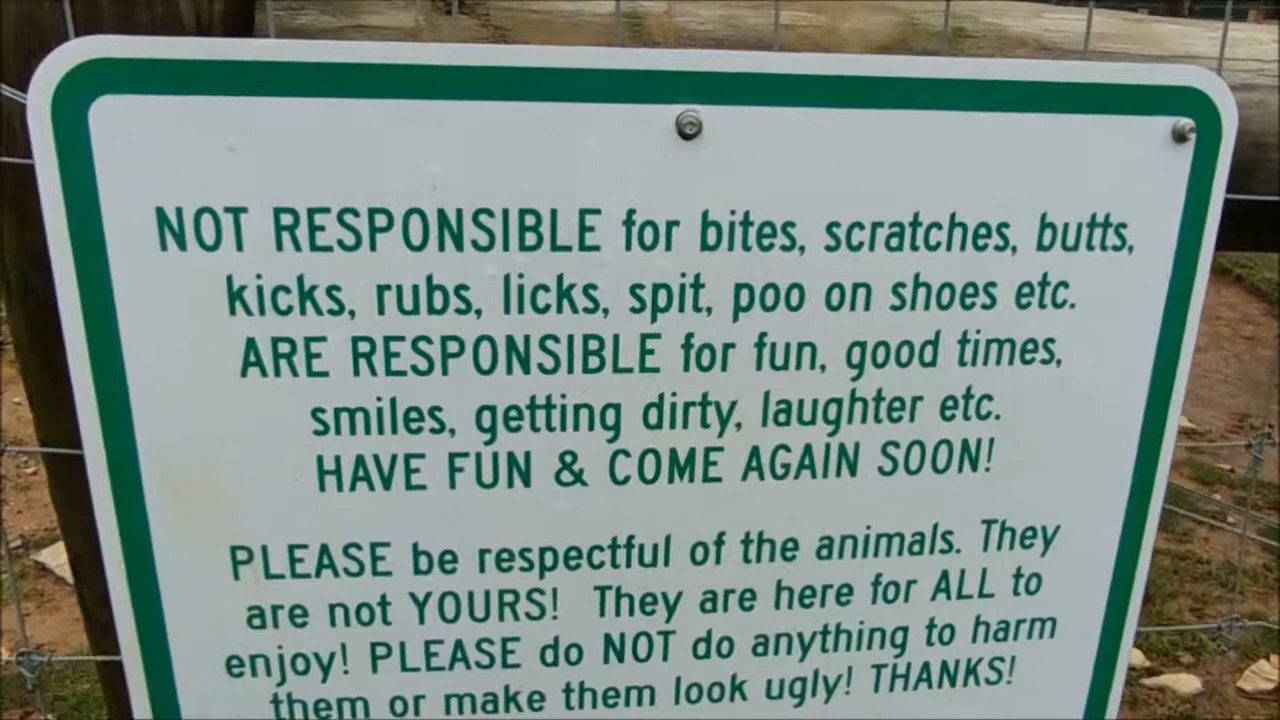 NOT RESPONSIBLE for bites, scratches, butts,
kicks, rubs, licks, spit, poo on shoes etc.
ARE RESPONSIBLE for fun, good times,
smiles, getting dirty, laughter etc.
HAVE FUN & COME AGAIN SOON!
PLEASE be respectful of the animals. They
are not YOURS! They are here for ALL to
enjoy! PLEASE do NOT do anything to harm
them or make them look ugly! THANKS!